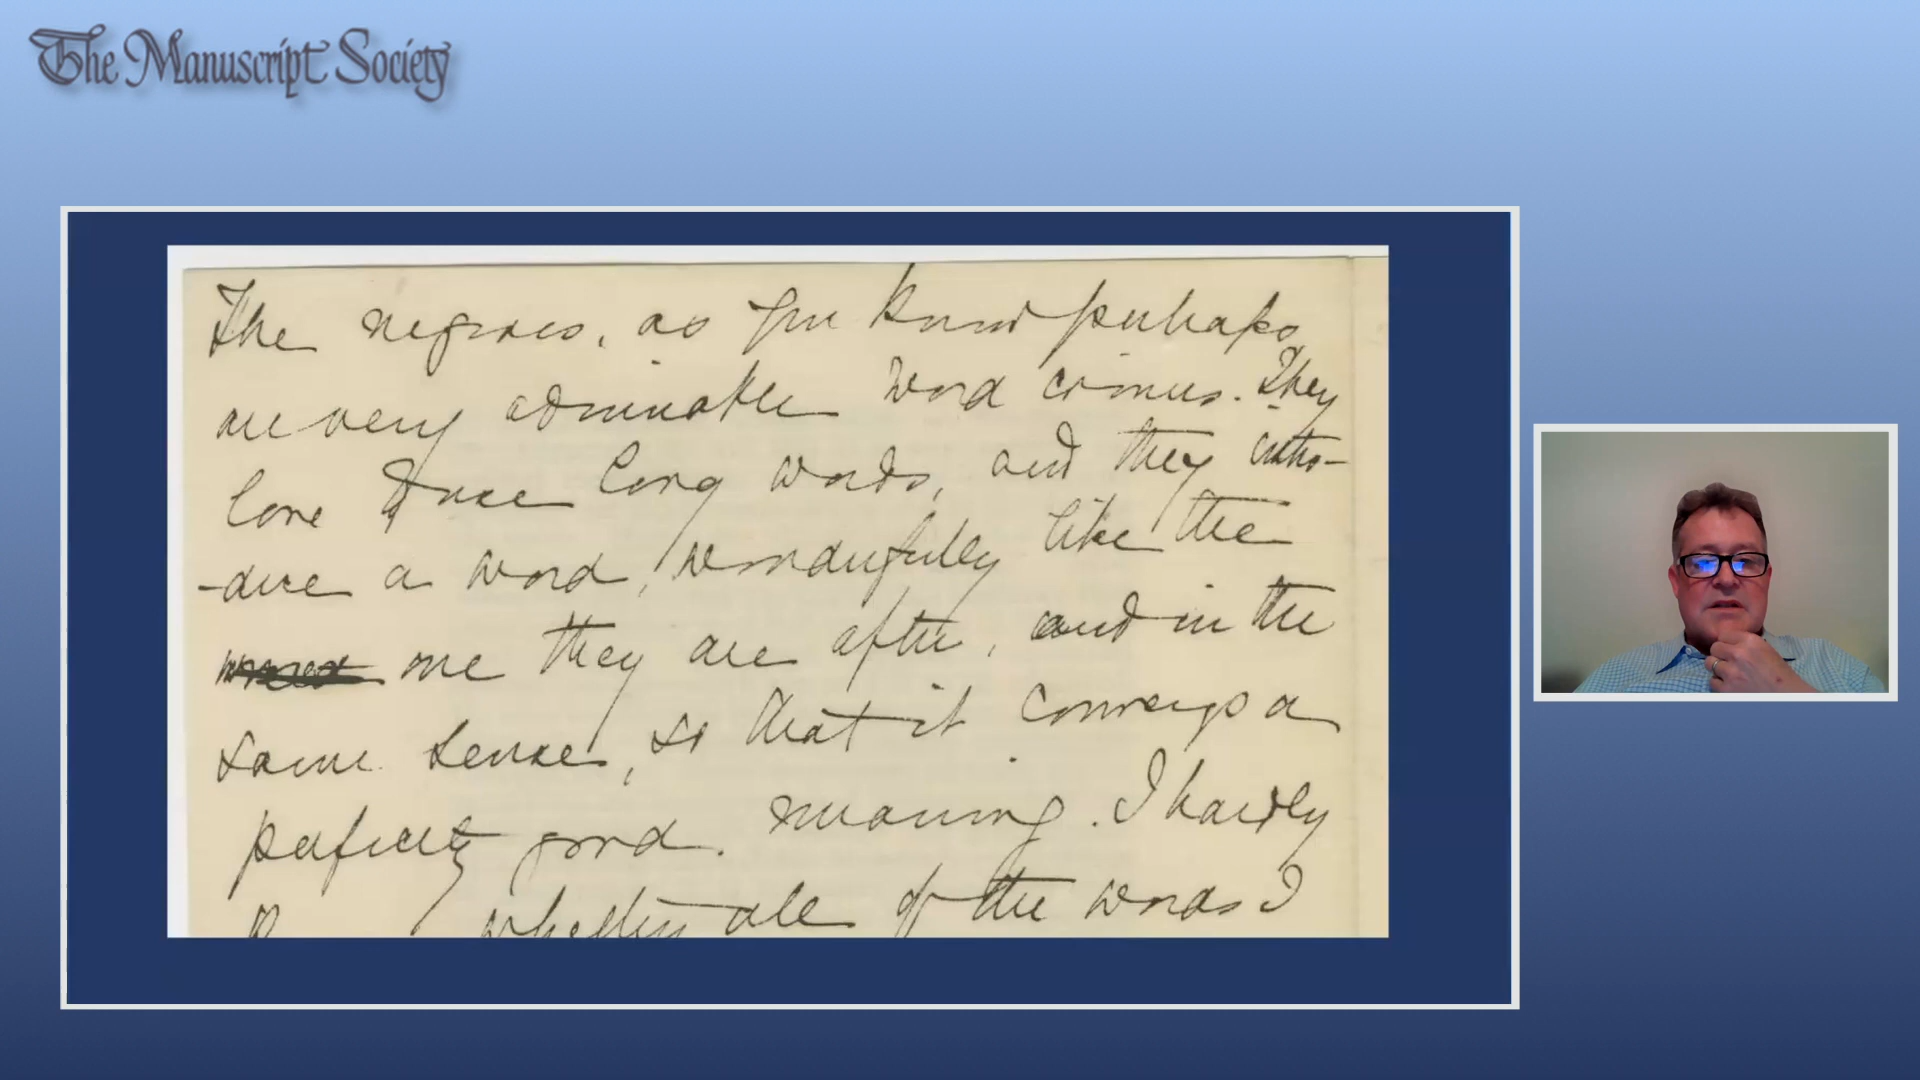 The Manuscript Society
The negroes, as you know perhaps,
are very admirable word coiners. They
love these long words, and they intro-
-duce a word, wonderfully like the
one they are after, and in the
same sense, so that it conveys a
perfectly good meaning. I hardly
whether all of the words I